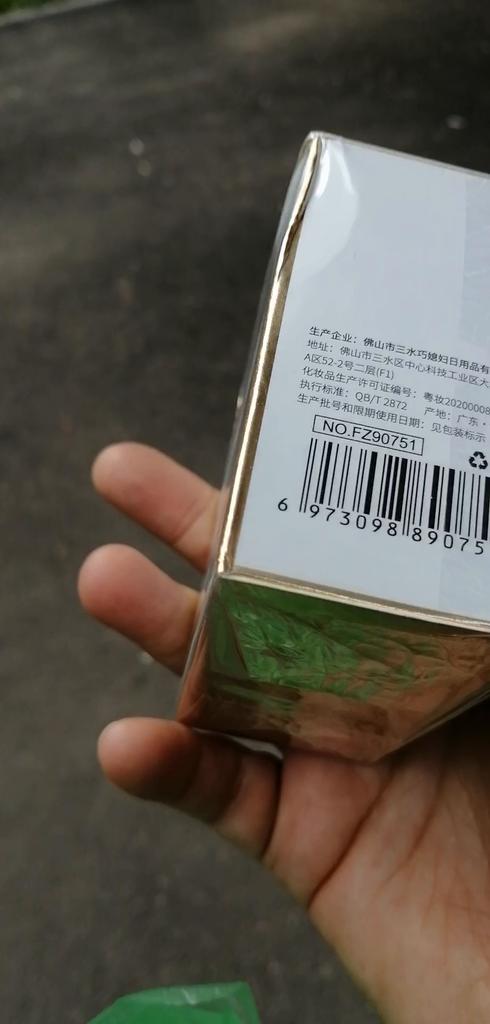 生产企业：佛山市三水巧媳妇日用品有
地址：佛山市三水区中心科技工业区大
A区52-2号二层(F1)
化妆品生产许可证编号：粤妆20200008
执行标准：QB/T 2872 产地：广东·
生产批号和限期使用日期：见包装标示
NO.FZ90751
6 973098 89075